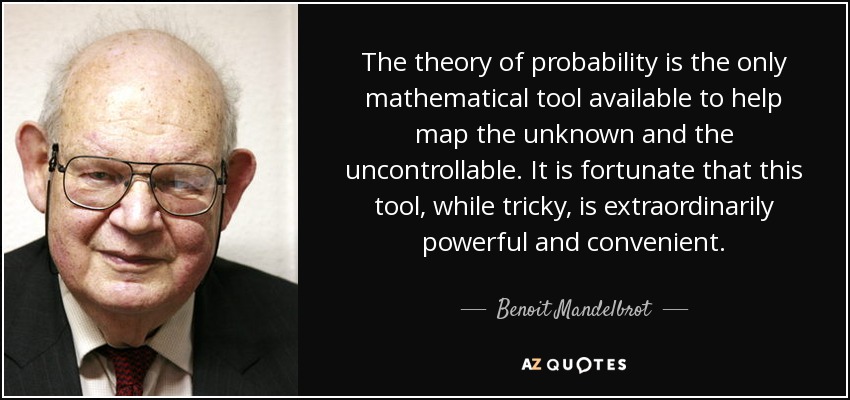 The theory of probability is the only
mathematical tool available to help
map the unknown and the
uncontrollable. It is fortunate that this
tool, while tricky, is extraordinarily
powerful and convenient.
Benoit Mandelbrot
AZ QUOTES